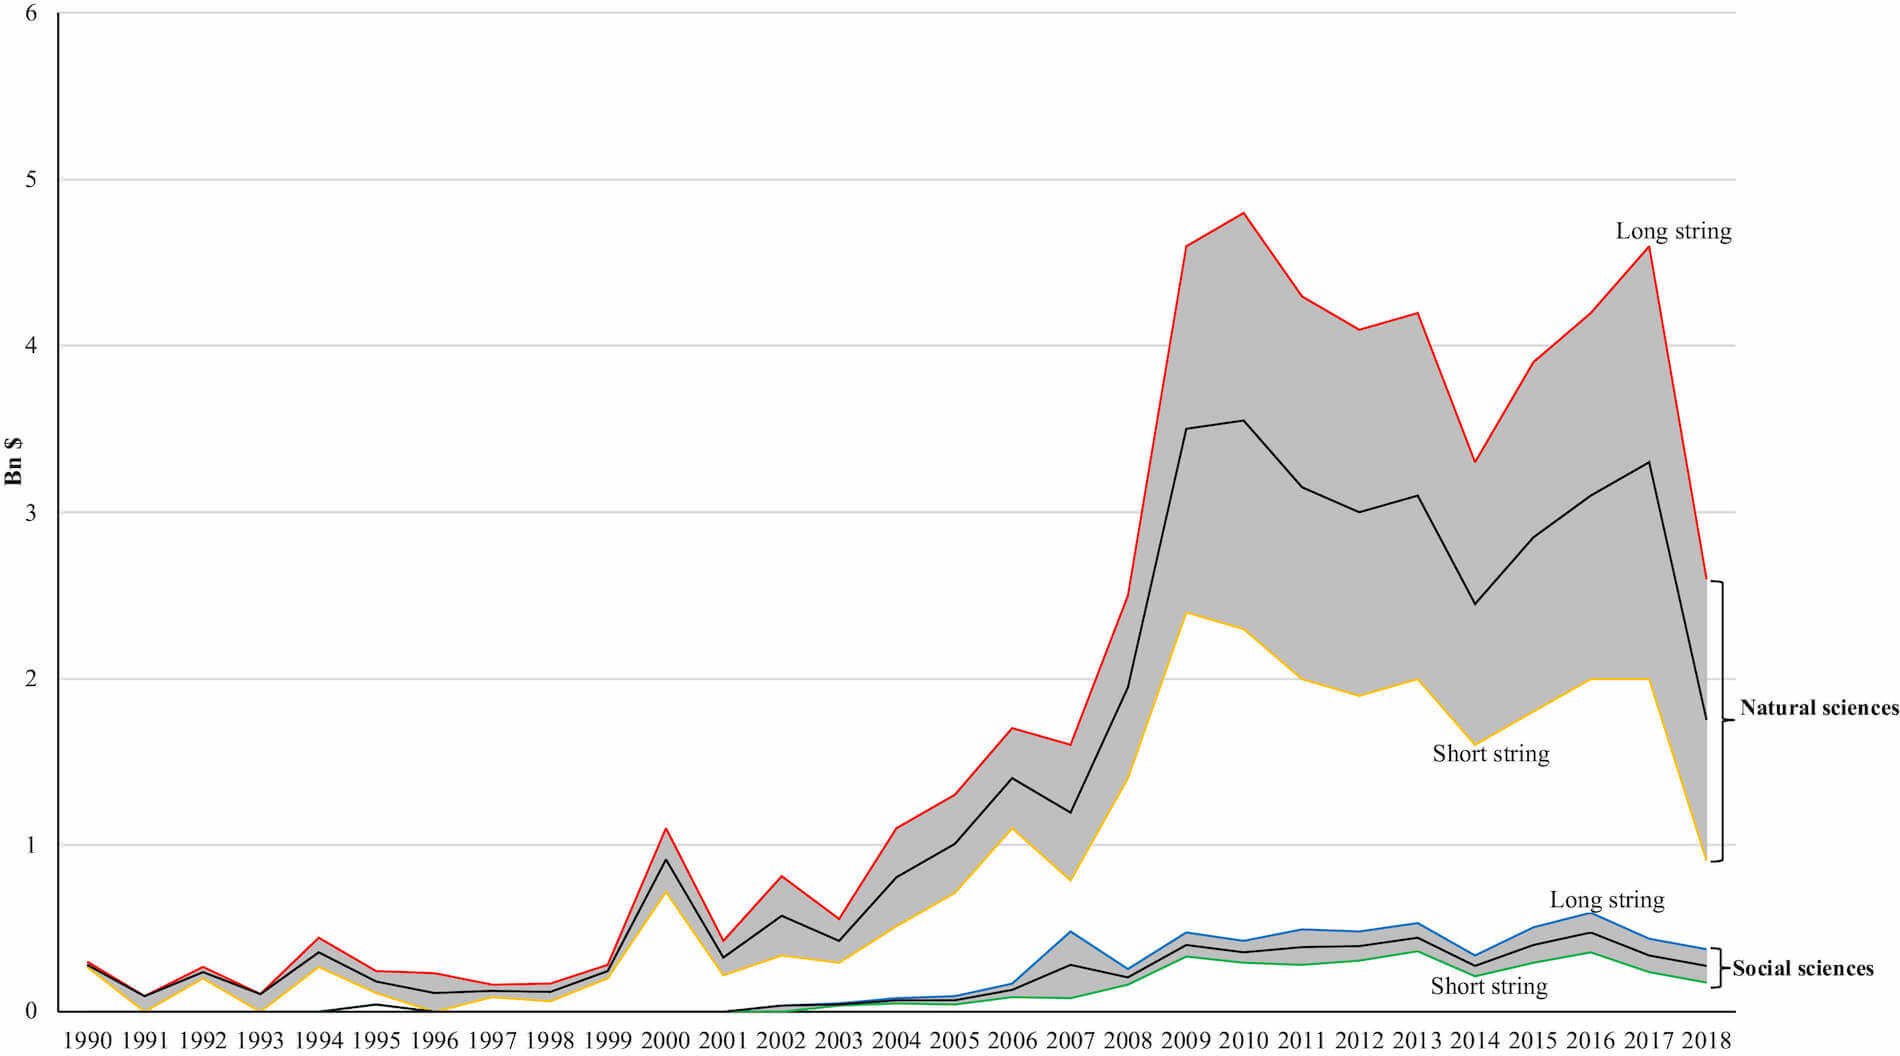 6
5
Long string
4
Bn $
3
2
Natural sciences
Short string
1
Long string
Social sciences
Short string
0
1990 1991 1992 1993 1994 1995 1996 1997 1998 1999 2000 2001 2002 2003 2004 2005 2006 2007 2008 2009 2010 2011 2012 2013 2014 2015 2016 2017 2018